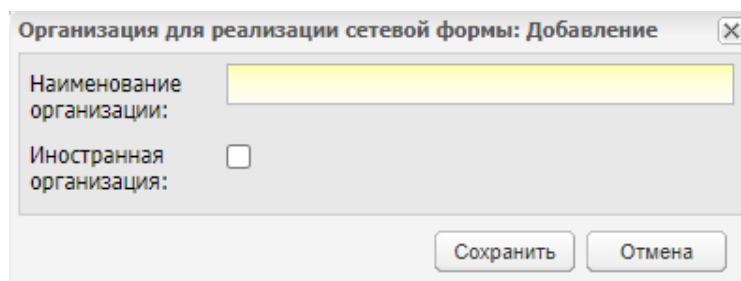 Организация для реализации сетевой формы: Добавление
Наименование
организации:
Иностранная
организация:
Сохранить Отмена